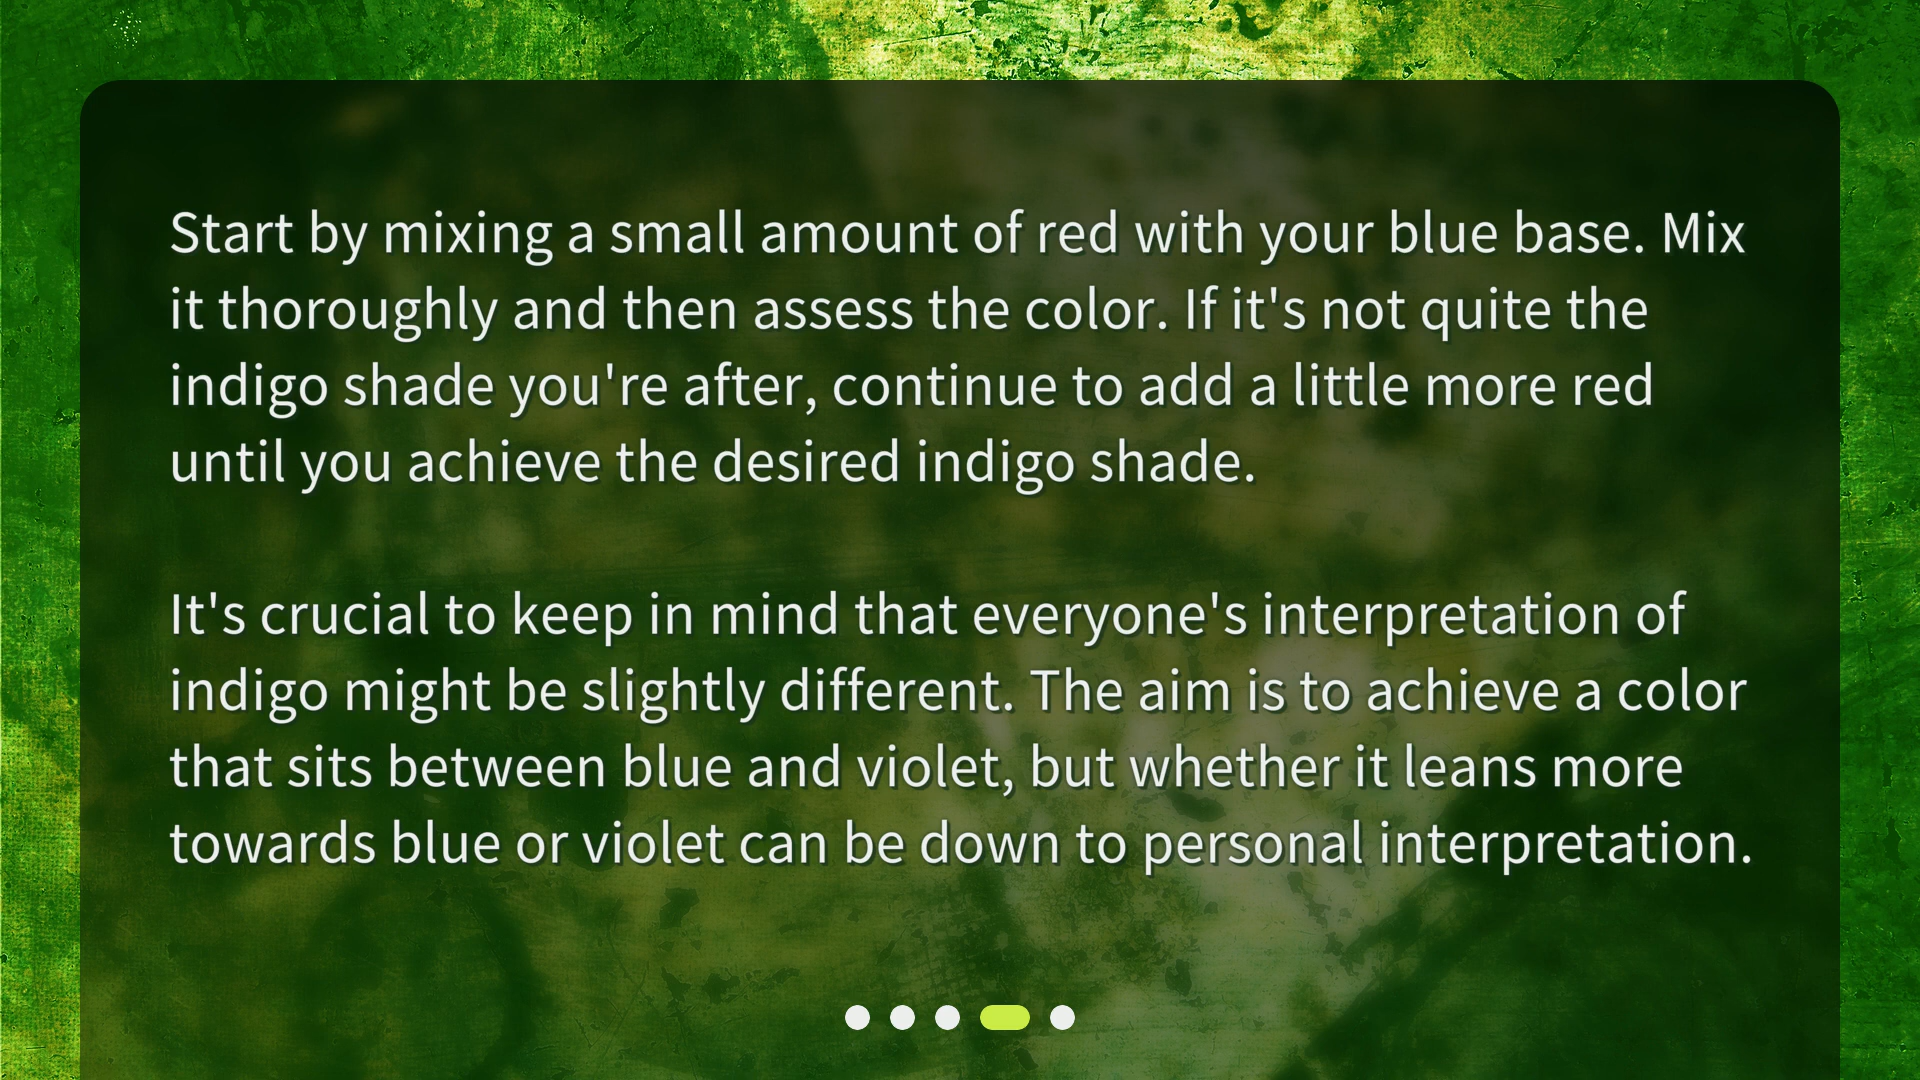 Start by mixing a small amount of red with your blue base. Mix
it thoroughly and then assess the color. If it's not quite the
indigo shade you're after, continue to add a little more red
until you achieve the desired indigo shade.
It's crucial to keep in mind that everyone's interpretation of
indigo might be slightly different. The aim is to achieve a color
that sits between blue and violet, but whether it leans more
towards blue or violet can be down to personal interpretation.